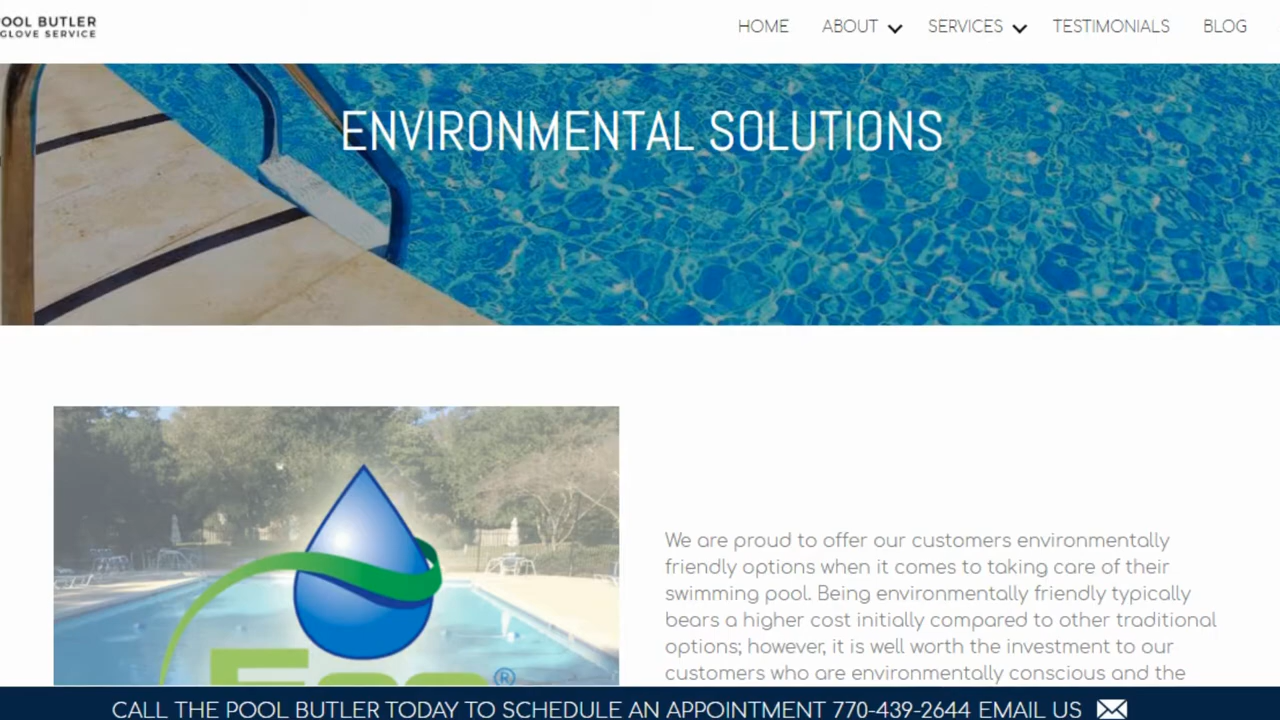 OOL BUTLER
GLOVE SERVICE
HOME ABOUT SERVICES TESTIMONIALS BLOG
ENVIRONMENTAL SOLUTIONS
We are proud to offer our customers environmentally
friendly options when it comes to taking care of their
swimming pool. Being environmentally friendly typically
bears a higher cost initially compared to other traditional
options; however, it is well worth the investment to our
customers who are environmentally conscious and the
®
CALL THE POOL BUTLER TODAY TO SCHEDULE AN APPOINTMENT 770-439-2644 EMAIL US